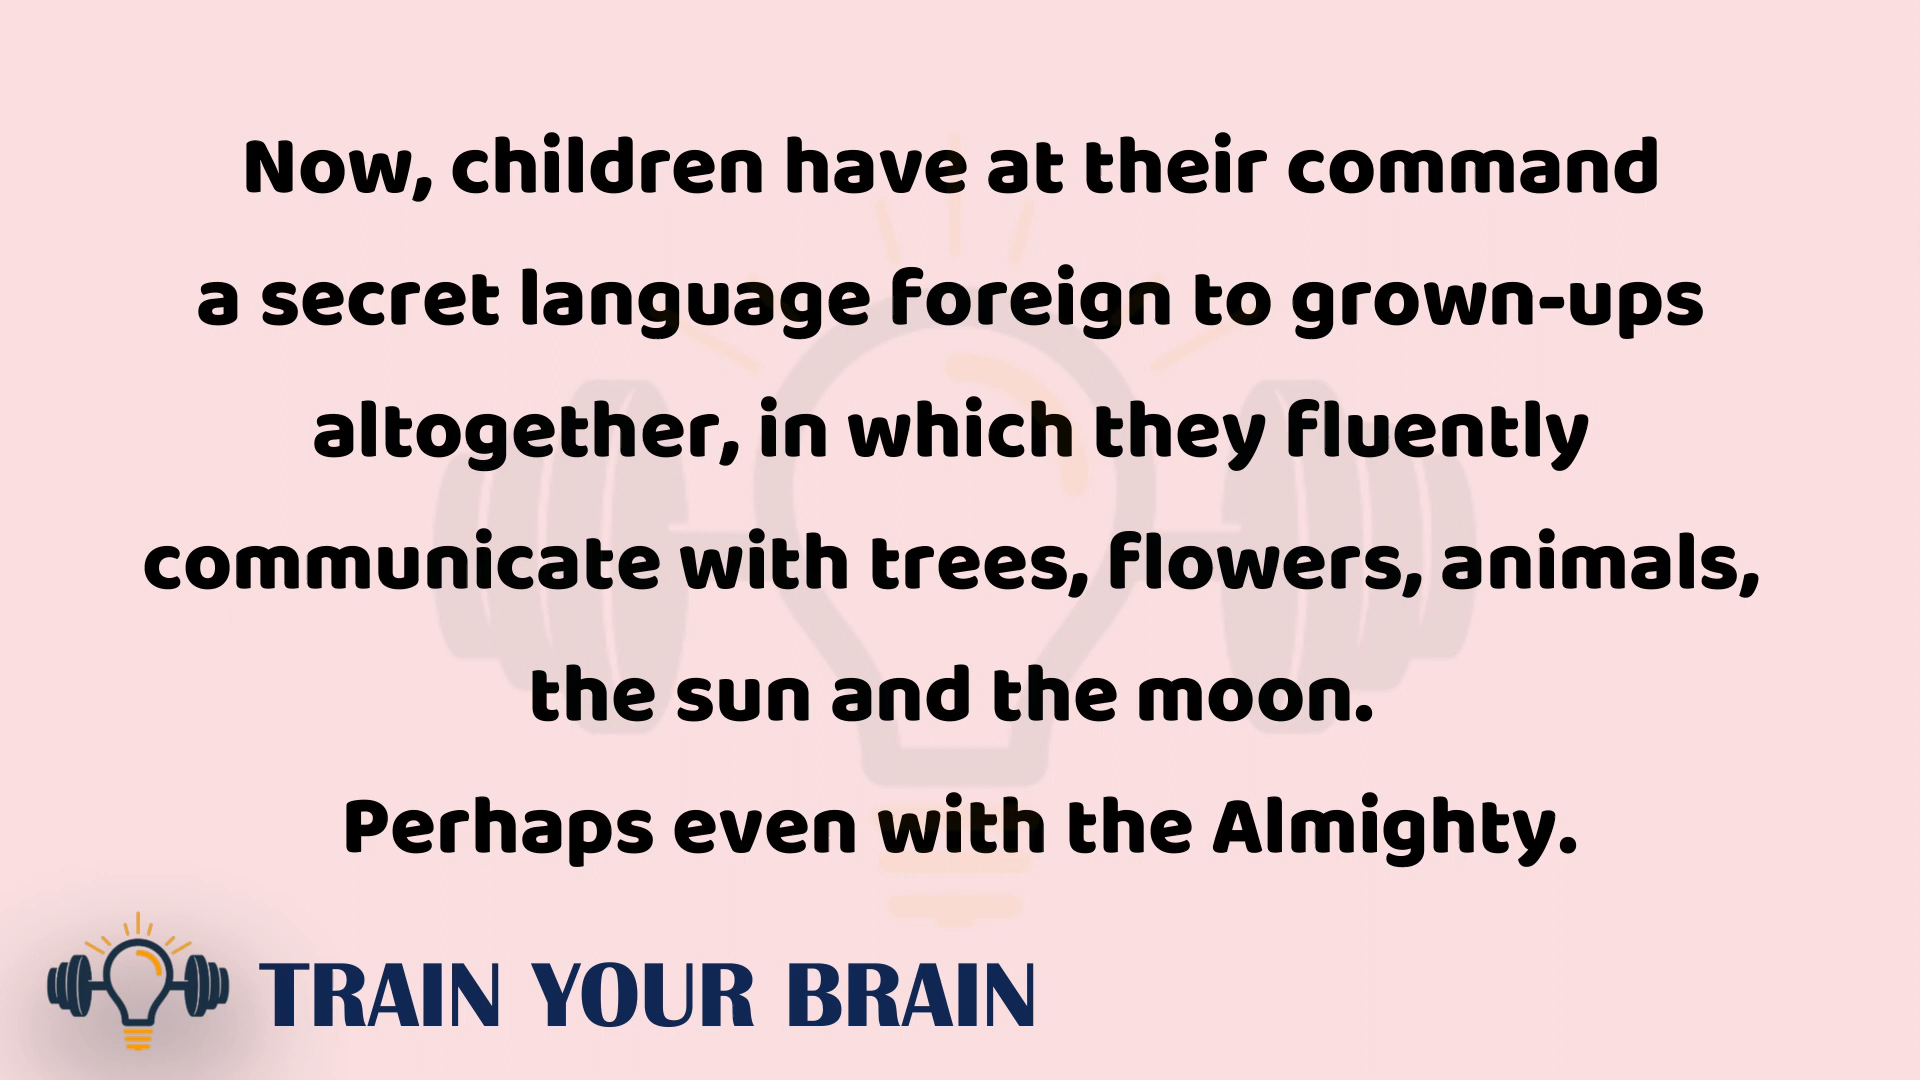 Now, children have at their command
a secret language foreign to grown-ups
altogether, in which they fluently
communicate with trees, flowers, animals,
the sun and the moon.
Perhaps even with the Almighty.
TRAIN YOUR BRAIN